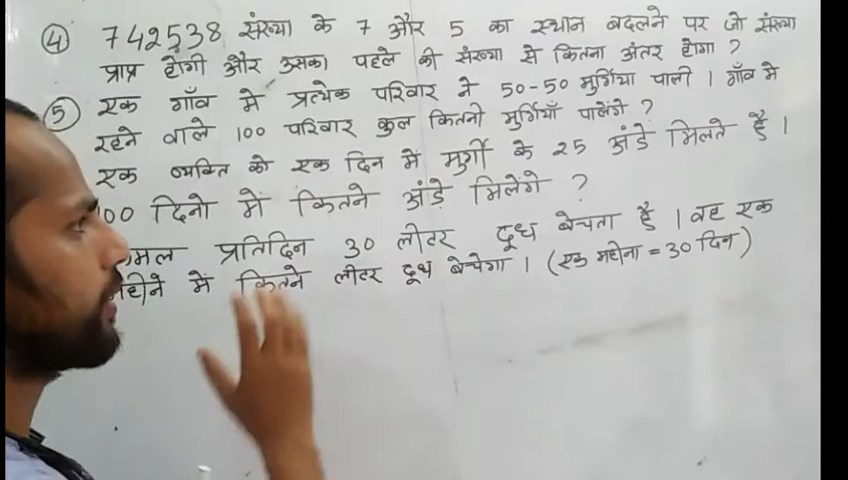 ④ 742538 संख्या के 7 और 5 का स्थान बदलने पर जो संख्या
प्राप्त होगी और उसका पहले की संख्या से कितना अंतर होगा ?
⑤ एक गाँव मे प्रत्येक परिवार ने 50-50 मुर्गिया पाली । गाँव मे
रहने वाले 100 परिवार कुल कितनी मुर्गियाँ पालेंगे ?
एक व्यक्ति को एक दिन में मुर्गी के 25 अंडे मिलते है ।
00 दिनो में कितने अंडे मिलेंगे ?
मल प्रतिदिन 30 लीटर दूध बेचता है । वह एक
महीने में कितने लीटर दूध बेचेगा । (एक महीना = 30 दिन)